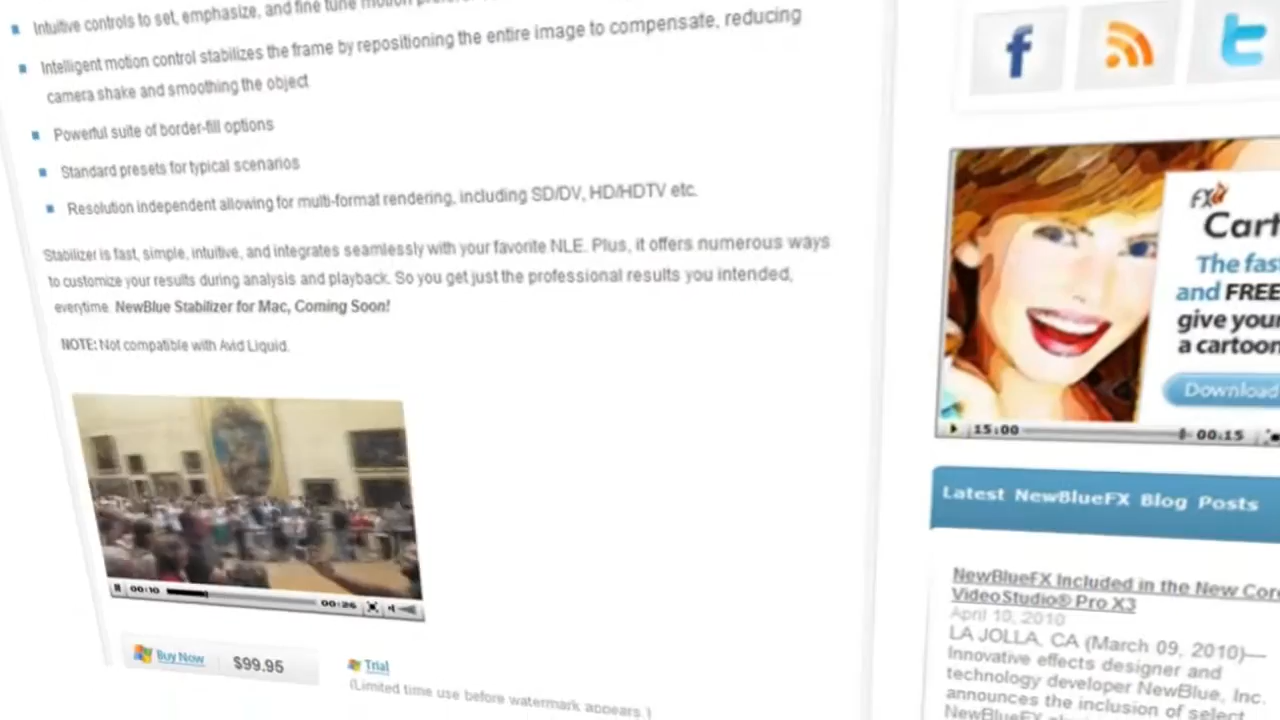 Intuitive controls to set, emphasize, and fine tune motion
Intelligent motion control stabilizes the frame by repositioning the entire image to compensate, reducing
camera shake and smoothing the object
Powerful suite of border-fill options
Standard presets for typical scenarios
Resolution independent allowing for multi-format rendering, including SD/DV, HD/HDTV etc.
Stabilizer is fast, simple, intuitive, and integrates seamlessly with your favorite NLE. Plus, it offers numerous ways
to customize your results during analysis and playback. So you get just the professional results you intended,
everytime. NewBlue Stabilizer for Mac, Coming Soon!
NOTE: Not compatible with Avid Liquid.
00:10 00:26
Buy Now $99.95
Trial
(Limited time use before watermark appears.)
f
t
FX
Cart
The fas
and FREE
give your
a cartoon
Download
15:00 00:15
Latest NewBlueFX Blog Posts
NewBlueFX Included in the New Core
VideoStudio® Pro X3
April 10, 2010
LA JOLLA, CA (March 09, 2010)—
Innovative effects designer and
technology developer NewBlue, Inc.
announces the inclusion of select
NewBlueFX